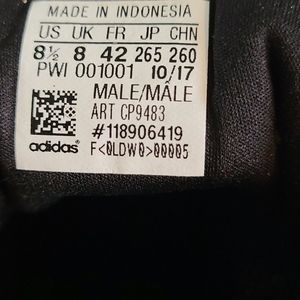 MADE IN INDONESIA
US UK FR JP CHN
8½ 8 42 265 260
PWI 001001 10/17
MALE/MÂLE
ART CP9483
#118906419
adidas F<0LDW0>00005